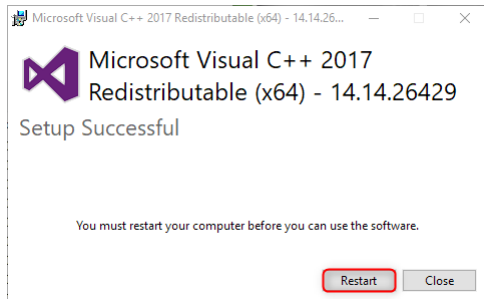 Microsoft Visual C++ 2017 Redistributable (x64) - 14.14.26...
Microsoft Visual C++ 2017
Redistributable (x64) - 14.14.26429
Setup Successful
You must restart your computer before you can use the software.
Restart
Close